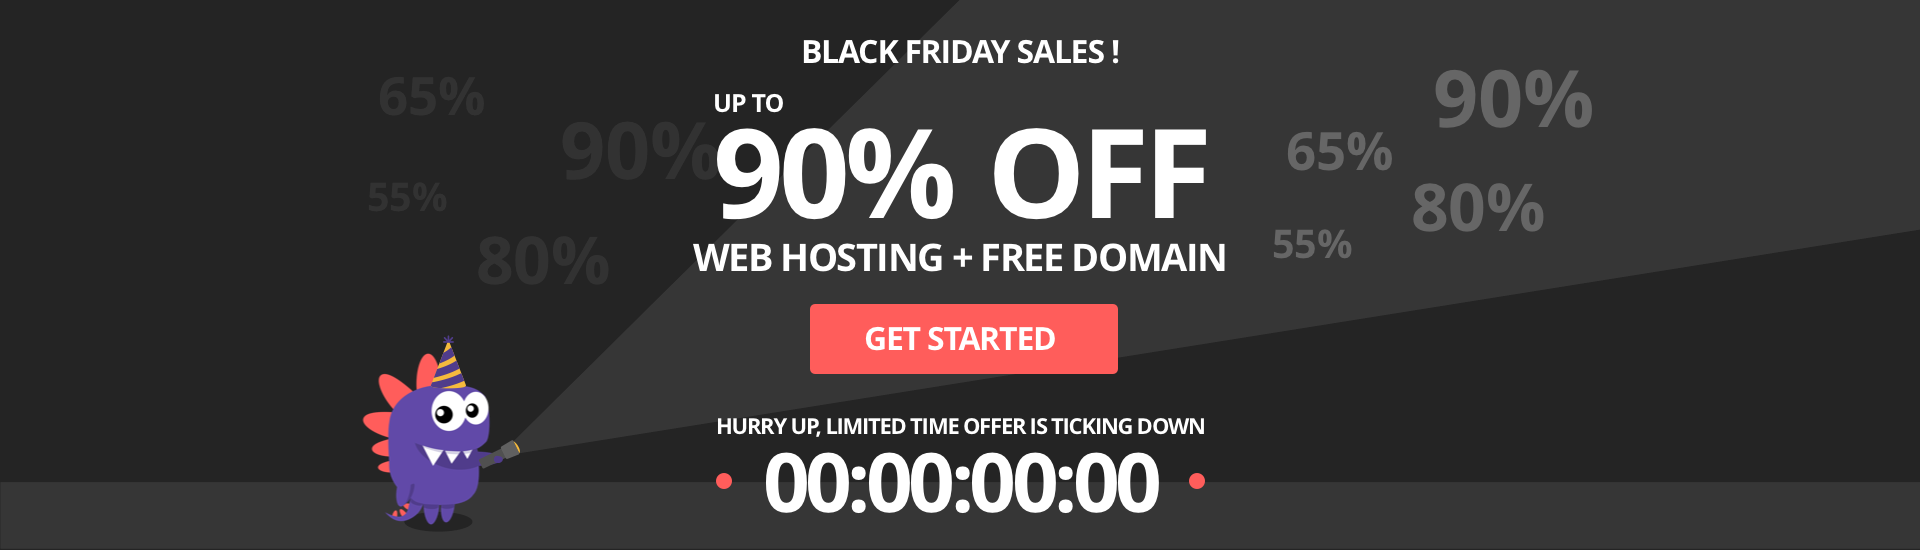 BLACK FRIDAY SALES !
UP TO
90% OFF
WEB HOSTING + FREE DOMAIN
GET STARTED
HURRY UP, LIMITED TIME OFFER IS TICKING DOWN
00:00:00:00
65%
90%
55%
80%
90%
65%
80%
55%